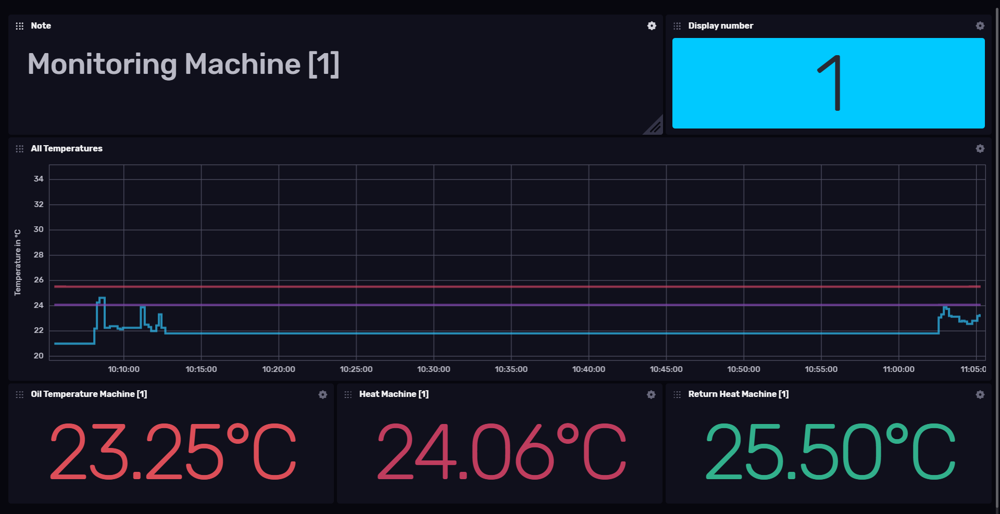 Note
Monitoring Machine [1]
Display number
1
All Temperatures
Temperature in °C
34
32
30
28
26
24
22
20
10:10:00 10:15:00 10:20:00 10:25:00 10:30:00 10:35:00 10:40:00 10:45:00 10:50:00 10:55:00 11:00:00 11:05:0
Oil Temperature Machine [1]
23.25°C
Heat Machine [1]
24.06°C
Return Heat Machine [1]
25.50°C